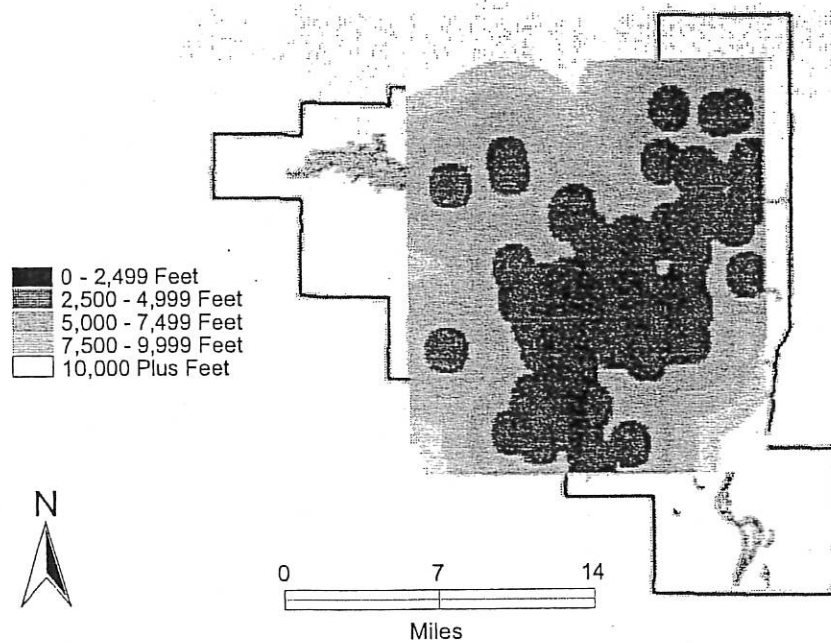 0 - 2,499 Feet
2,500 - 4,999 Feet
5,000 - 7,499 Feet
7,500 - 9,999 Feet
10,000 Plus Feet
N
0 7 14
Miles